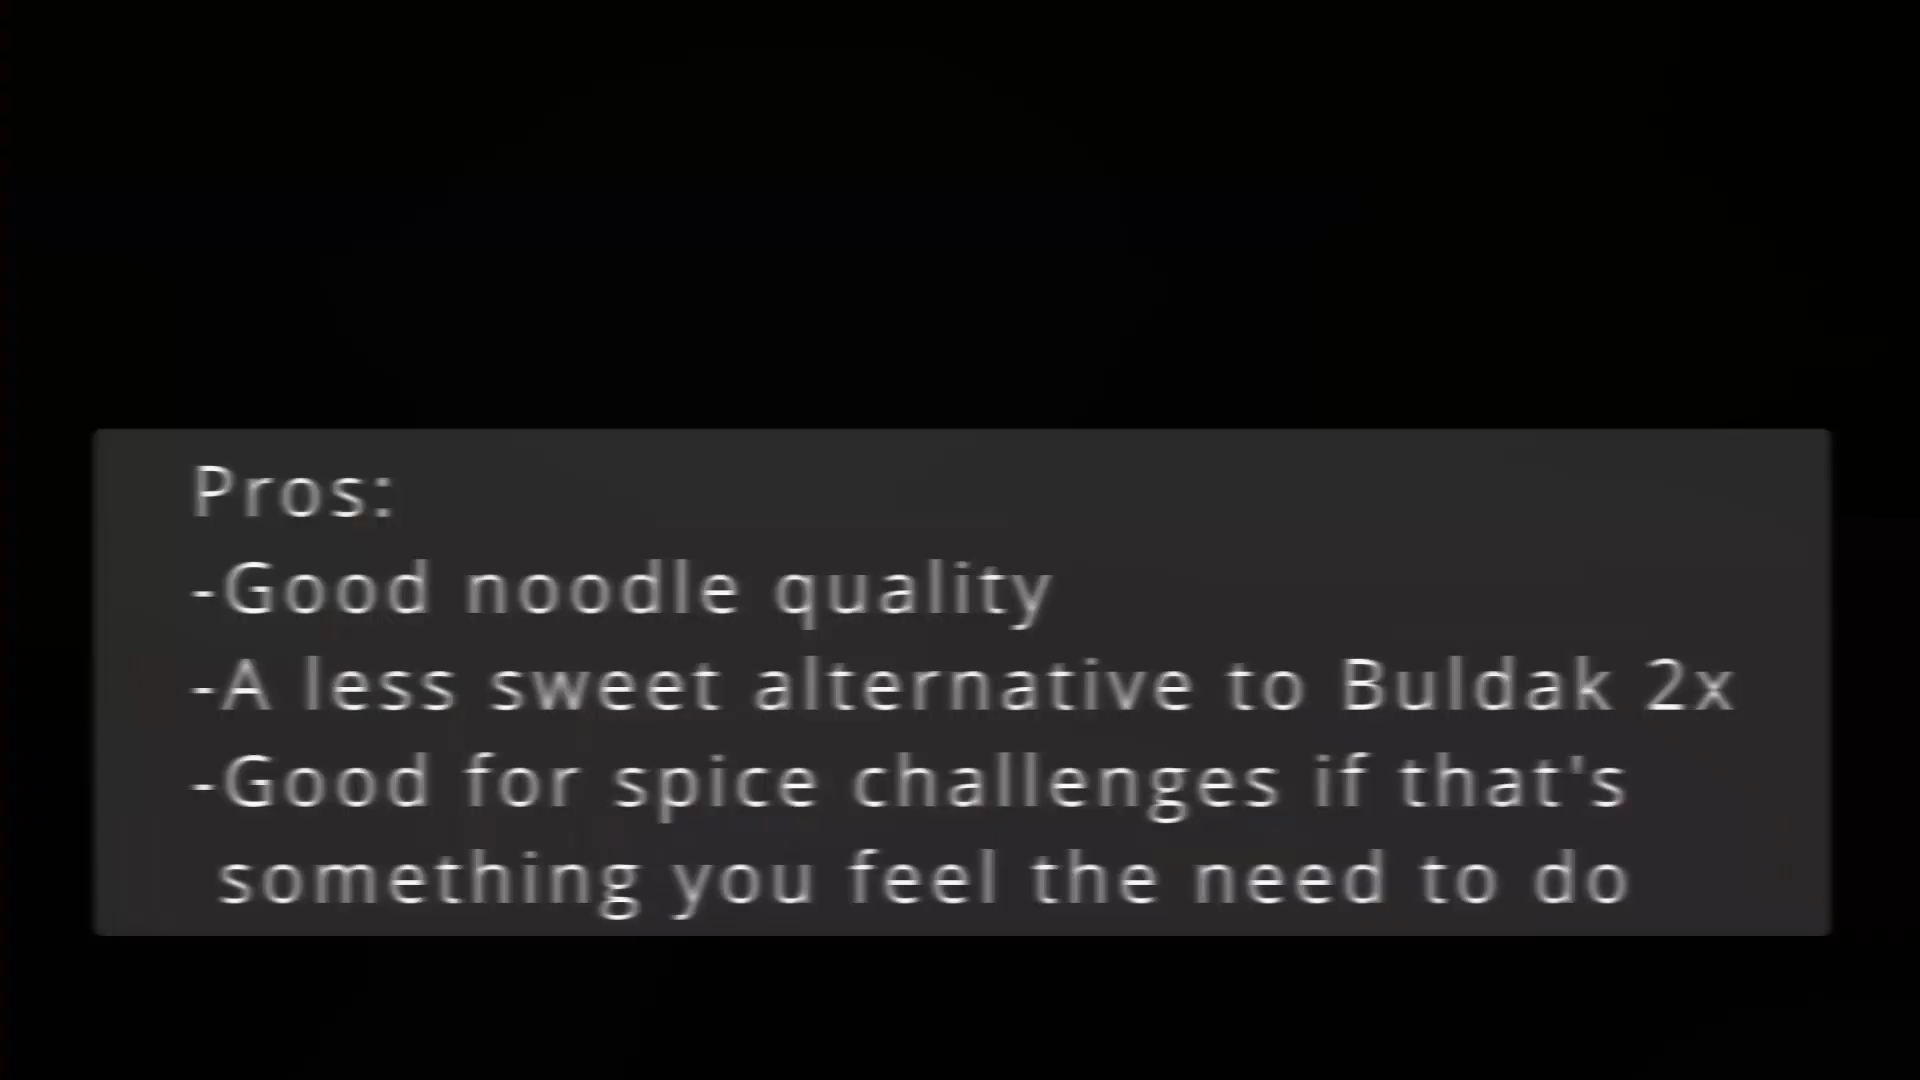 Pros:
-Good noodle quality
-A less sweet alternative to Buldak 2x
-Good for spice challenges if that's
something you feel the need to do